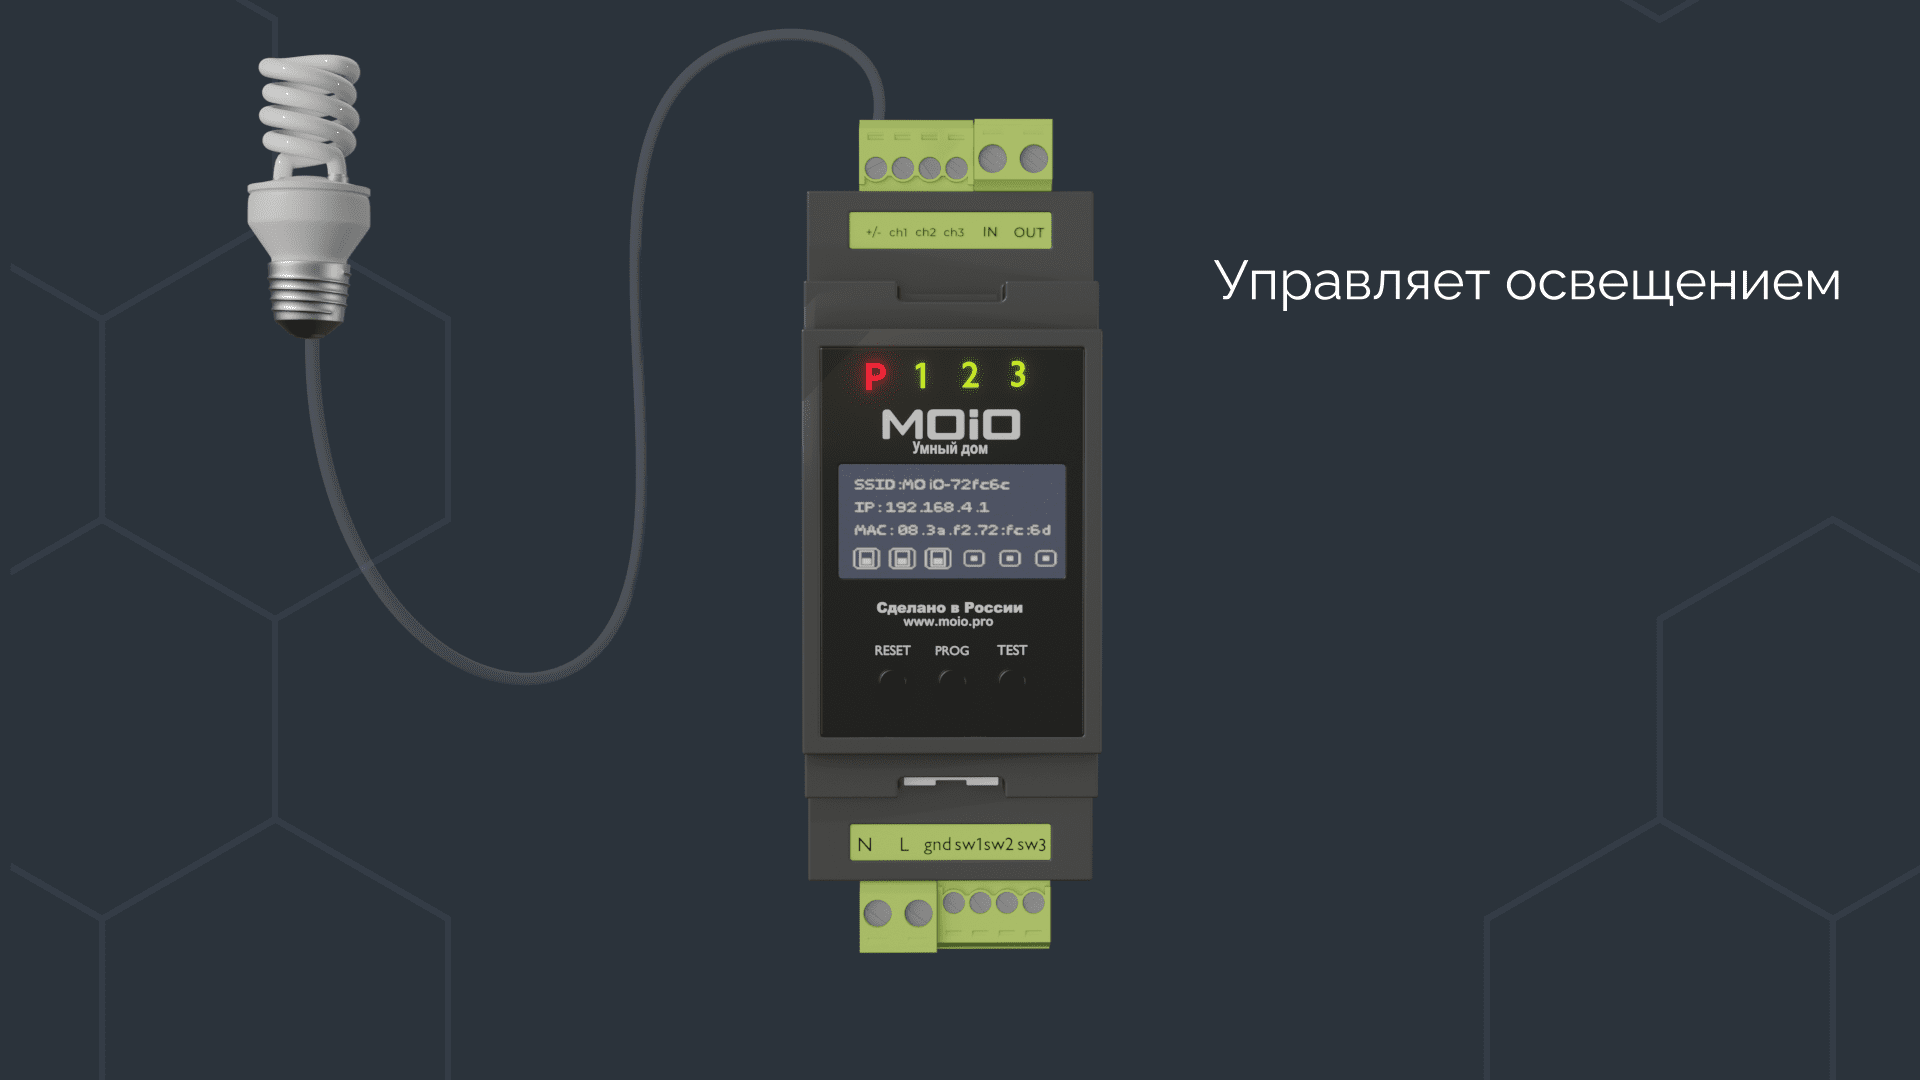 Управляет освещением
+/- ch1 ch2 ch3 IN OUT
P 1 2 3
MOiO
Умный дом
SSID:MOiO-72fc6c
IP:192.168.4.1
MAC:08.3a.f2.72:fc:6d
Сделано в России
www.moio.pro
RESET PROG TEST
N L gnd sw1 sw2 sw3